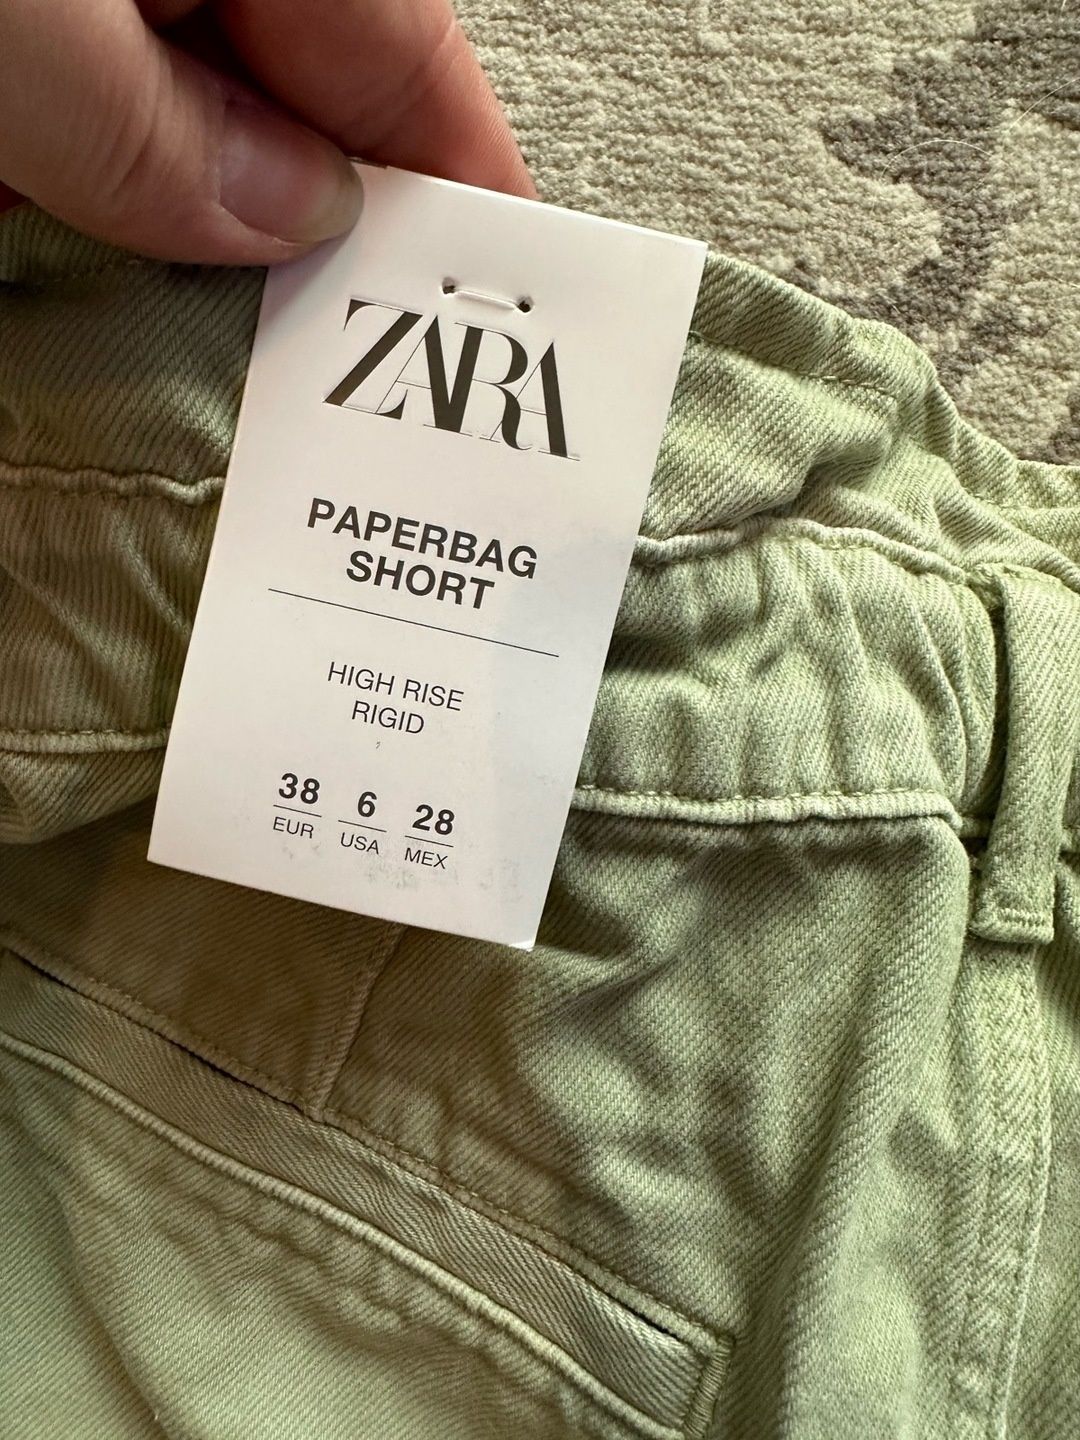 ZARA
PAPERBAG
SHORT
HIGH RISE
RIGID
38 6 28
EUR USA MEX